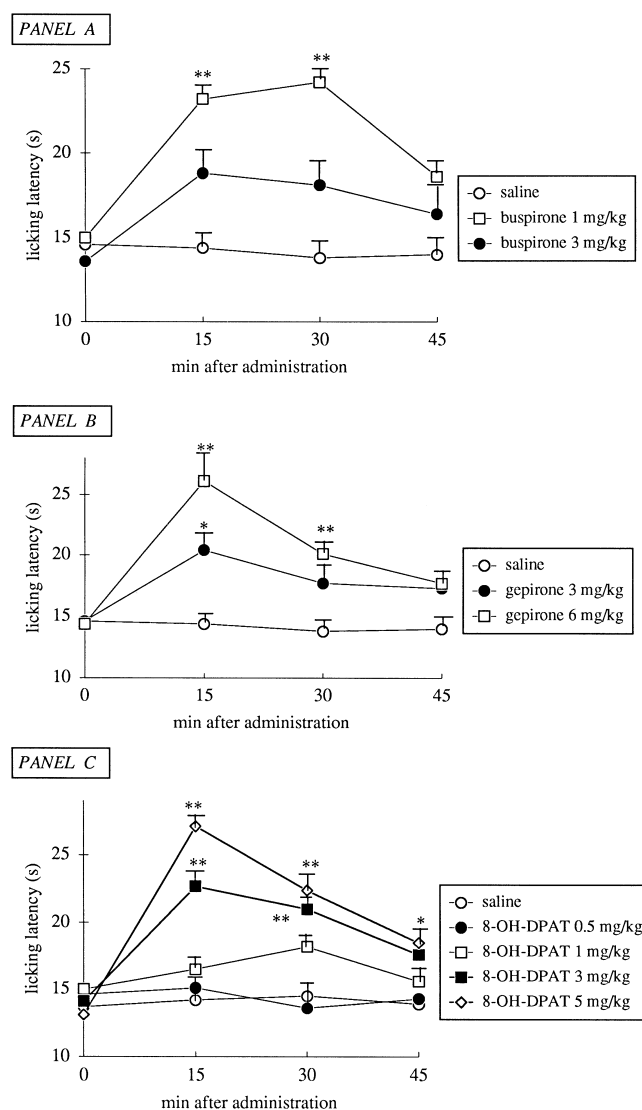 PANEL A
licking latency (s)
25
20
15
10
**
**
0 15 30 45
min after administration
saline
buspirone 1 mg/kg
buspirone 3 mg/kg
PANEL B
licking latency (s)
25
20
15
10
**
*
**
0 15 30 45
min after administration
saline
gepirone 3 mg/kg
gepirone 6 mg/kg
PANEL C
licking latency (s)
25
20
15
10
**
**
**
**
*
0 15 30 45
min after administration
saline
8-OH-DPAT 0.5 mg/kg
8-OH-DPAT 1 mg/kg
8-OH-DPAT 3 mg/kg
8-OH-DPAT 5 mg/kg